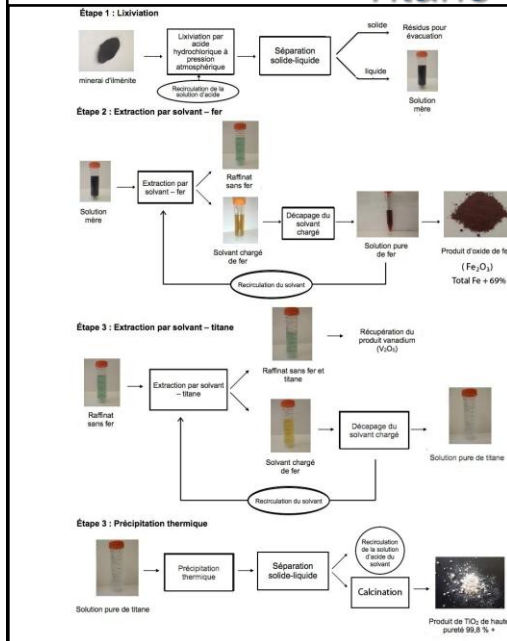 Étape 1 : Lixiviation
minerai d'ilménite
Lixiviation par
acide
hydrochlorique à
pression
atmosphérique
Recirculation de la
solution d'acide
Séparation
solide-liquide
solide
Résidus pour
évacuation
liquide
Solution
mère
Étape 2 : Extraction par solvant – fer
Solution
mère
Extraction par
solvant – fer
Raffinat
sans fer
Solvant chargé
de fer
Décapage du
solvant
chargé
Solution pure
de fer
Produit d'oxide de fe
(Fe₂O₃)
Total Fe + 69%
Recirculation du solvant
Étape 3 : Extraction par solvant – titane
Raffinat
sans fer
Extraction par solvant
– titane
Raffinat sans fer et
titane
Récupération du
produit vanadium
(V₂O₅)
Solvant chargé
de fer
Décapage du
solvant chargé
Solution pure de titane
Recirculation du solvant
Étape 3 : Précipitation thermique
Solution pure de titane
Précipitation
thermique
Séparation
solide-liquide
Recirculation
de la solution
d'acide du
solvant
Calcination
Produit de TiO₂ de haute
pureté 99,8 % +